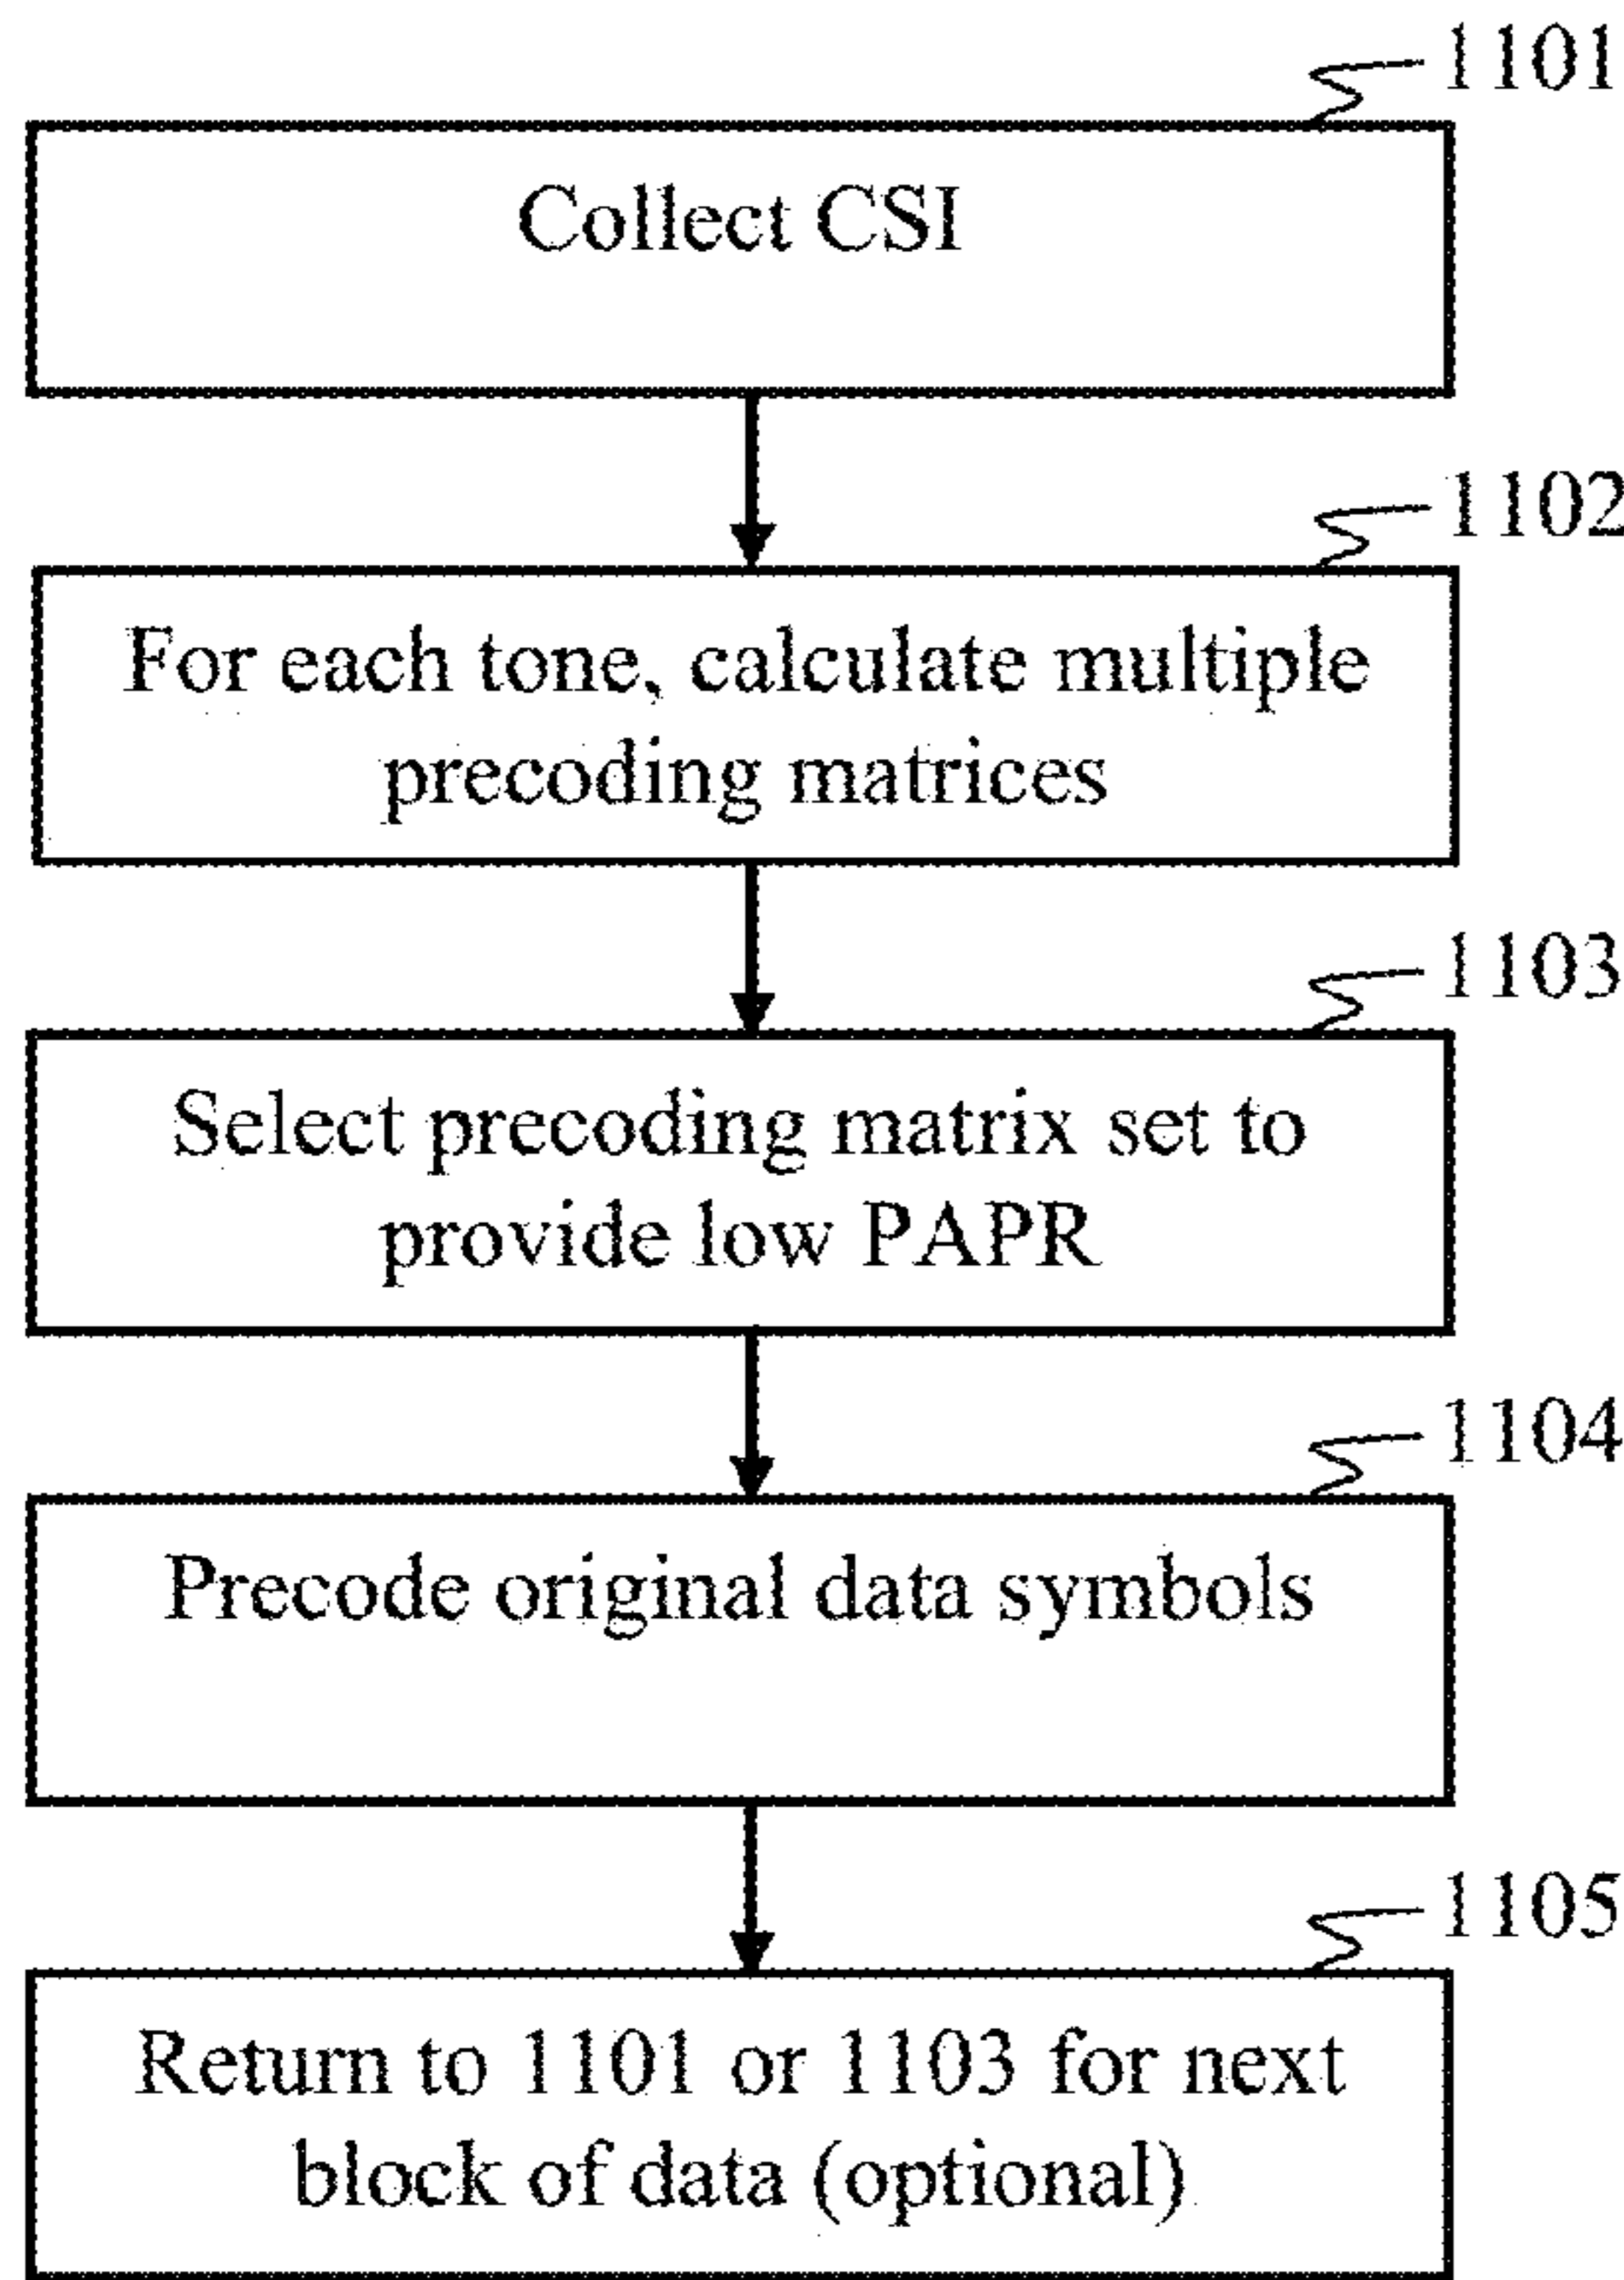 1101
Collect CSI
1102
For each tone, calculate multiple
precoding matrices
1103
Select precoding matrix set to
provide low PAPR
1104
Precode original data symbols
1105
Return to 1101 or 1103 for next
block of data (optional)